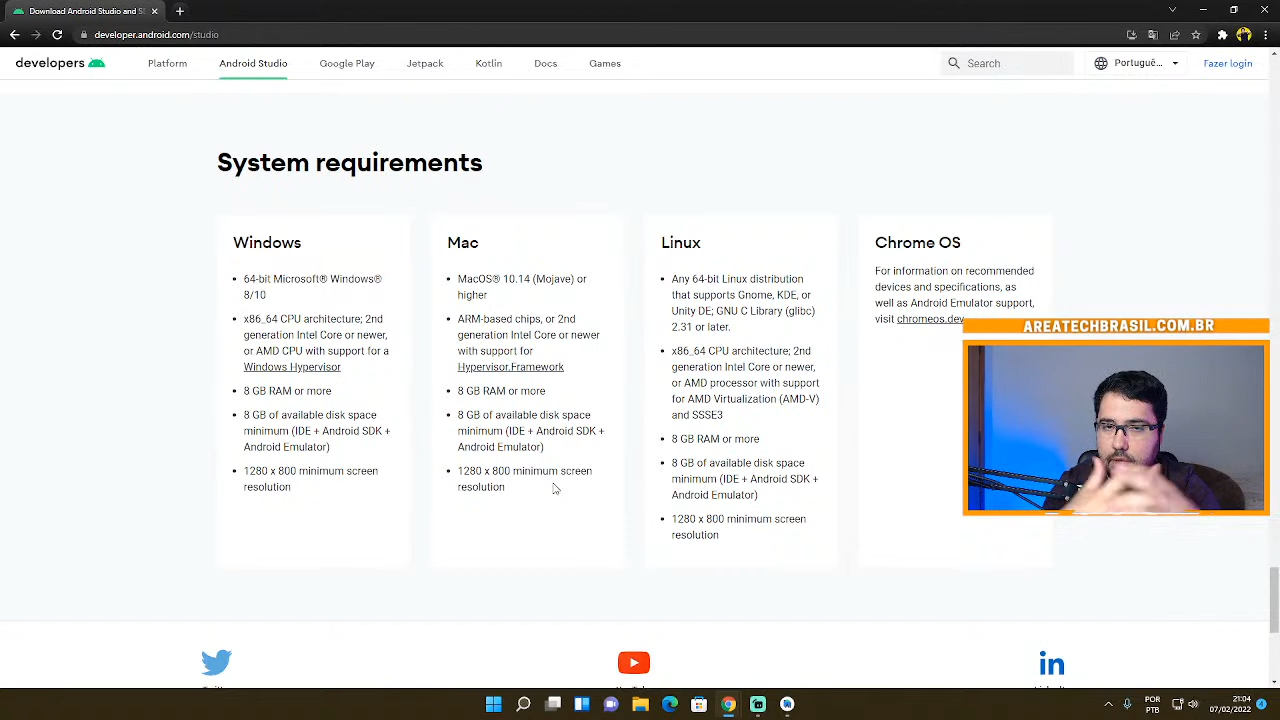 Download Android Studio and S
developer.android.com/studio
developers
Platform
Android Studio
Google Play
Jetpack
Kotlin
Docs
Games
Search
Portuguê...
Fazer login
System requirements
Windows
• 64-bit Microsoft® Windows®
8/10
• x86_64 CPU architecture; 2nd
generation Intel Core or newer,
or AMD CPU with support for a
Windows Hypervisor
• 8 GB RAM or more
• 8 GB of available disk space
minimum (IDE + Android SDK +
Android Emulator)
• 1280 x 800 minimum screen
resolution
Mac
• MacOS® 10.14 (Mojave) or
higher
• ARM-based chips, or 2nd
generation Intel Core or newer
with support for
Hypervisor.Framework
• 8 GB RAM or more
• 8 GB of available disk space
minimum (IDE + Android SDK +
Android Emulator)
• 1280 x 800 minimum screen
resolution
Linux
• Any 64-bit Linux distribution
that supports Gnome, KDE, or
Unity DE; GNU C Library (glibc)
2.31 or later.
• x86_64 CPU architecture; 2nd
generation Intel Core or newer,
or AMD processor with support
for AMD Virtualization (AMD-V)
and SSSE3
• 8 GB RAM or more
• 8 GB of available disk space
minimum (IDE + Android SDK +
Android Emulator)
• 1280 x 800 minimum screen
resolution
Chrome OS
For information on recommended
devices and specifications, as
well as Android Emulator support,
visit chromeos.dev
AREATECHBRASIL.COM.BR
in
POR
PTB
21:04
07/02/2022